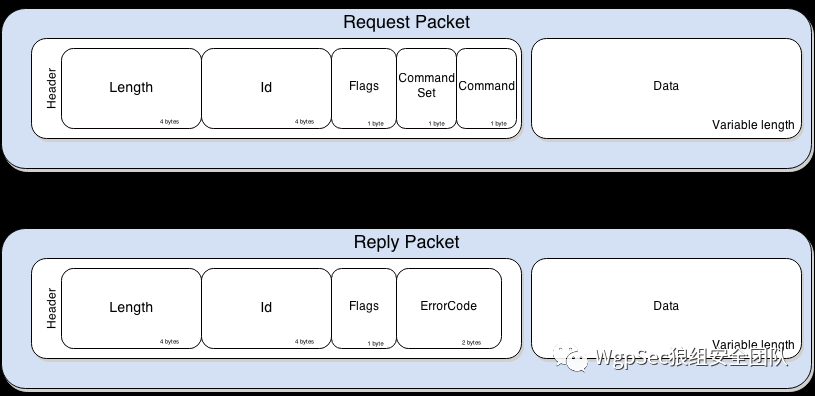 Request Packet
Header
Length
4 bytes
Id
4 bytes
Flags
1 byte
Command
Set
1 byte
Command
1 byte
Data
Variable length
Reply Packet
Header
Length
4 bytes
Id
4 bytes
Flags
1 byte
ErrorCode
2 bytes
Data
Variable length
WgpSec狼组安全团队